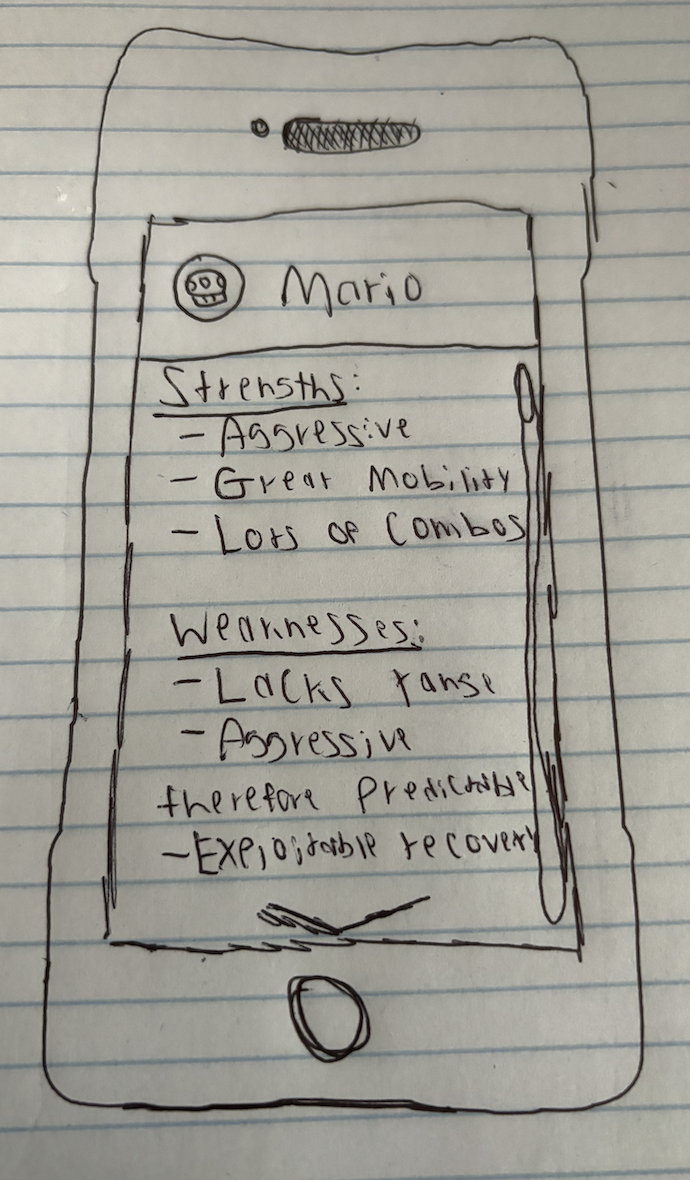 Mario
Strengths:
- Aggressive
- Great Mobility
- Lots of Combos
Weaknesses:
- Lacks range
- Aggressive
therefore Predictable
- Exploitable recovery